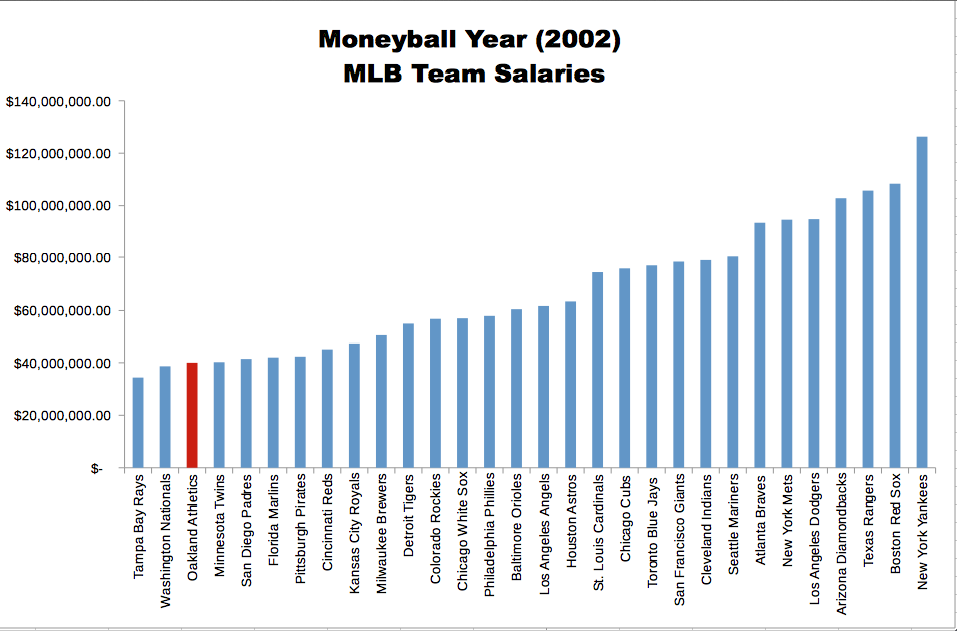 Moneyball Year (2002)
MLB Team Salaries
$140,000,000.00
$120,000,000.00
$100,000,000.00
$80,000,000.00
$60,000,000.00
$40,000,000.00
$20,000,000.00
$-
Tampa Bay Rays
Washington Nationals
Oakland Athletics
Minnesota Twins
San Diego Padres
Florida Marlins
Pittsburgh Pirates
Cincinnati Reds
Kansas City Royals
Milwaukee Brewers
Detroit Tigers
Colorado Rockies
Chicago White Sox
Philadelphia Phillies
Baltimore Orioles
Los Angeles Angels
Houston Astros
St. Louis Cardinals
Chicago Cubs
Toronto Blue Jays
San Francisco Giants
Cleveland Indians
Seattle Mariners
Atlanta Braves
New York Mets
Los Angeles Dodgers
Arizona Diamondbacks
Texas Rangers
Boston Red Sox
New York Yankees